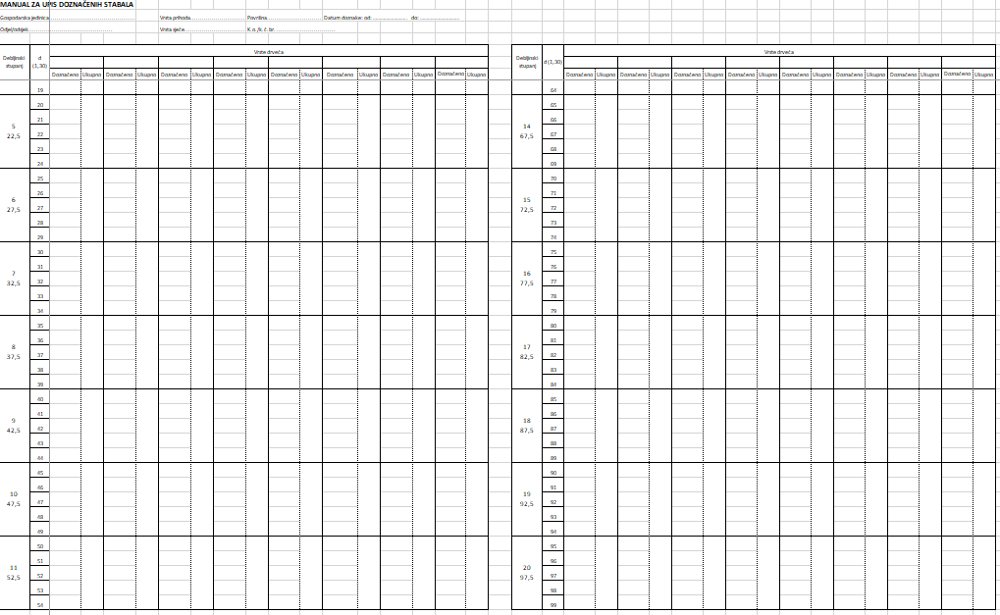 MANUAL ZA UPIS DOZNAČENIH STABALA
Gospodarska jedinica Vrsta prihoda Površina Datum doznake: od: do:
Odjel/odsjek Vrsta sječe K.o./k.č. br.
Debljinski stupanj d (1,30) Vrste drveća Debljinski stupanj d (1,30) Vrste drveća
Doznačeno Ukupno Doznačeno Ukupno Doznačeno Ukupno Doznačeno Ukupno Doznačeno Ukupno Doznačeno Ukupno Doznačeno Ukupno Doznačeno Ukupno Doznačeno Ukupno Doznačeno Ukupno Doznačeno Ukupno Doznačeno Ukupno Doznačeno Ukupno Doznačeno Ukupno Doznačeno Ukupno Doznačeno Ukupno
19 64
20 65
21 66
5 22,5 22 14 67,5 67
23 68
24 69
25 70
26 71
6 27,5 27 15 72,5 72
28 73
29 74
30 75
31 76
7 32,5 32 16 77,5 77
33 78
34 79
35 80
36 81
8 37,5 37 17 82,5 82
38 83
39 84
40 85
41 86
9 42,5 42 18 87,5 87
43 88
44 89
45 90
46 91
10 47,5 47 19 92,5 92
48 93
49 94
50 95
51 96
11 52,5 52 20 97,5 97
53 98
54 99